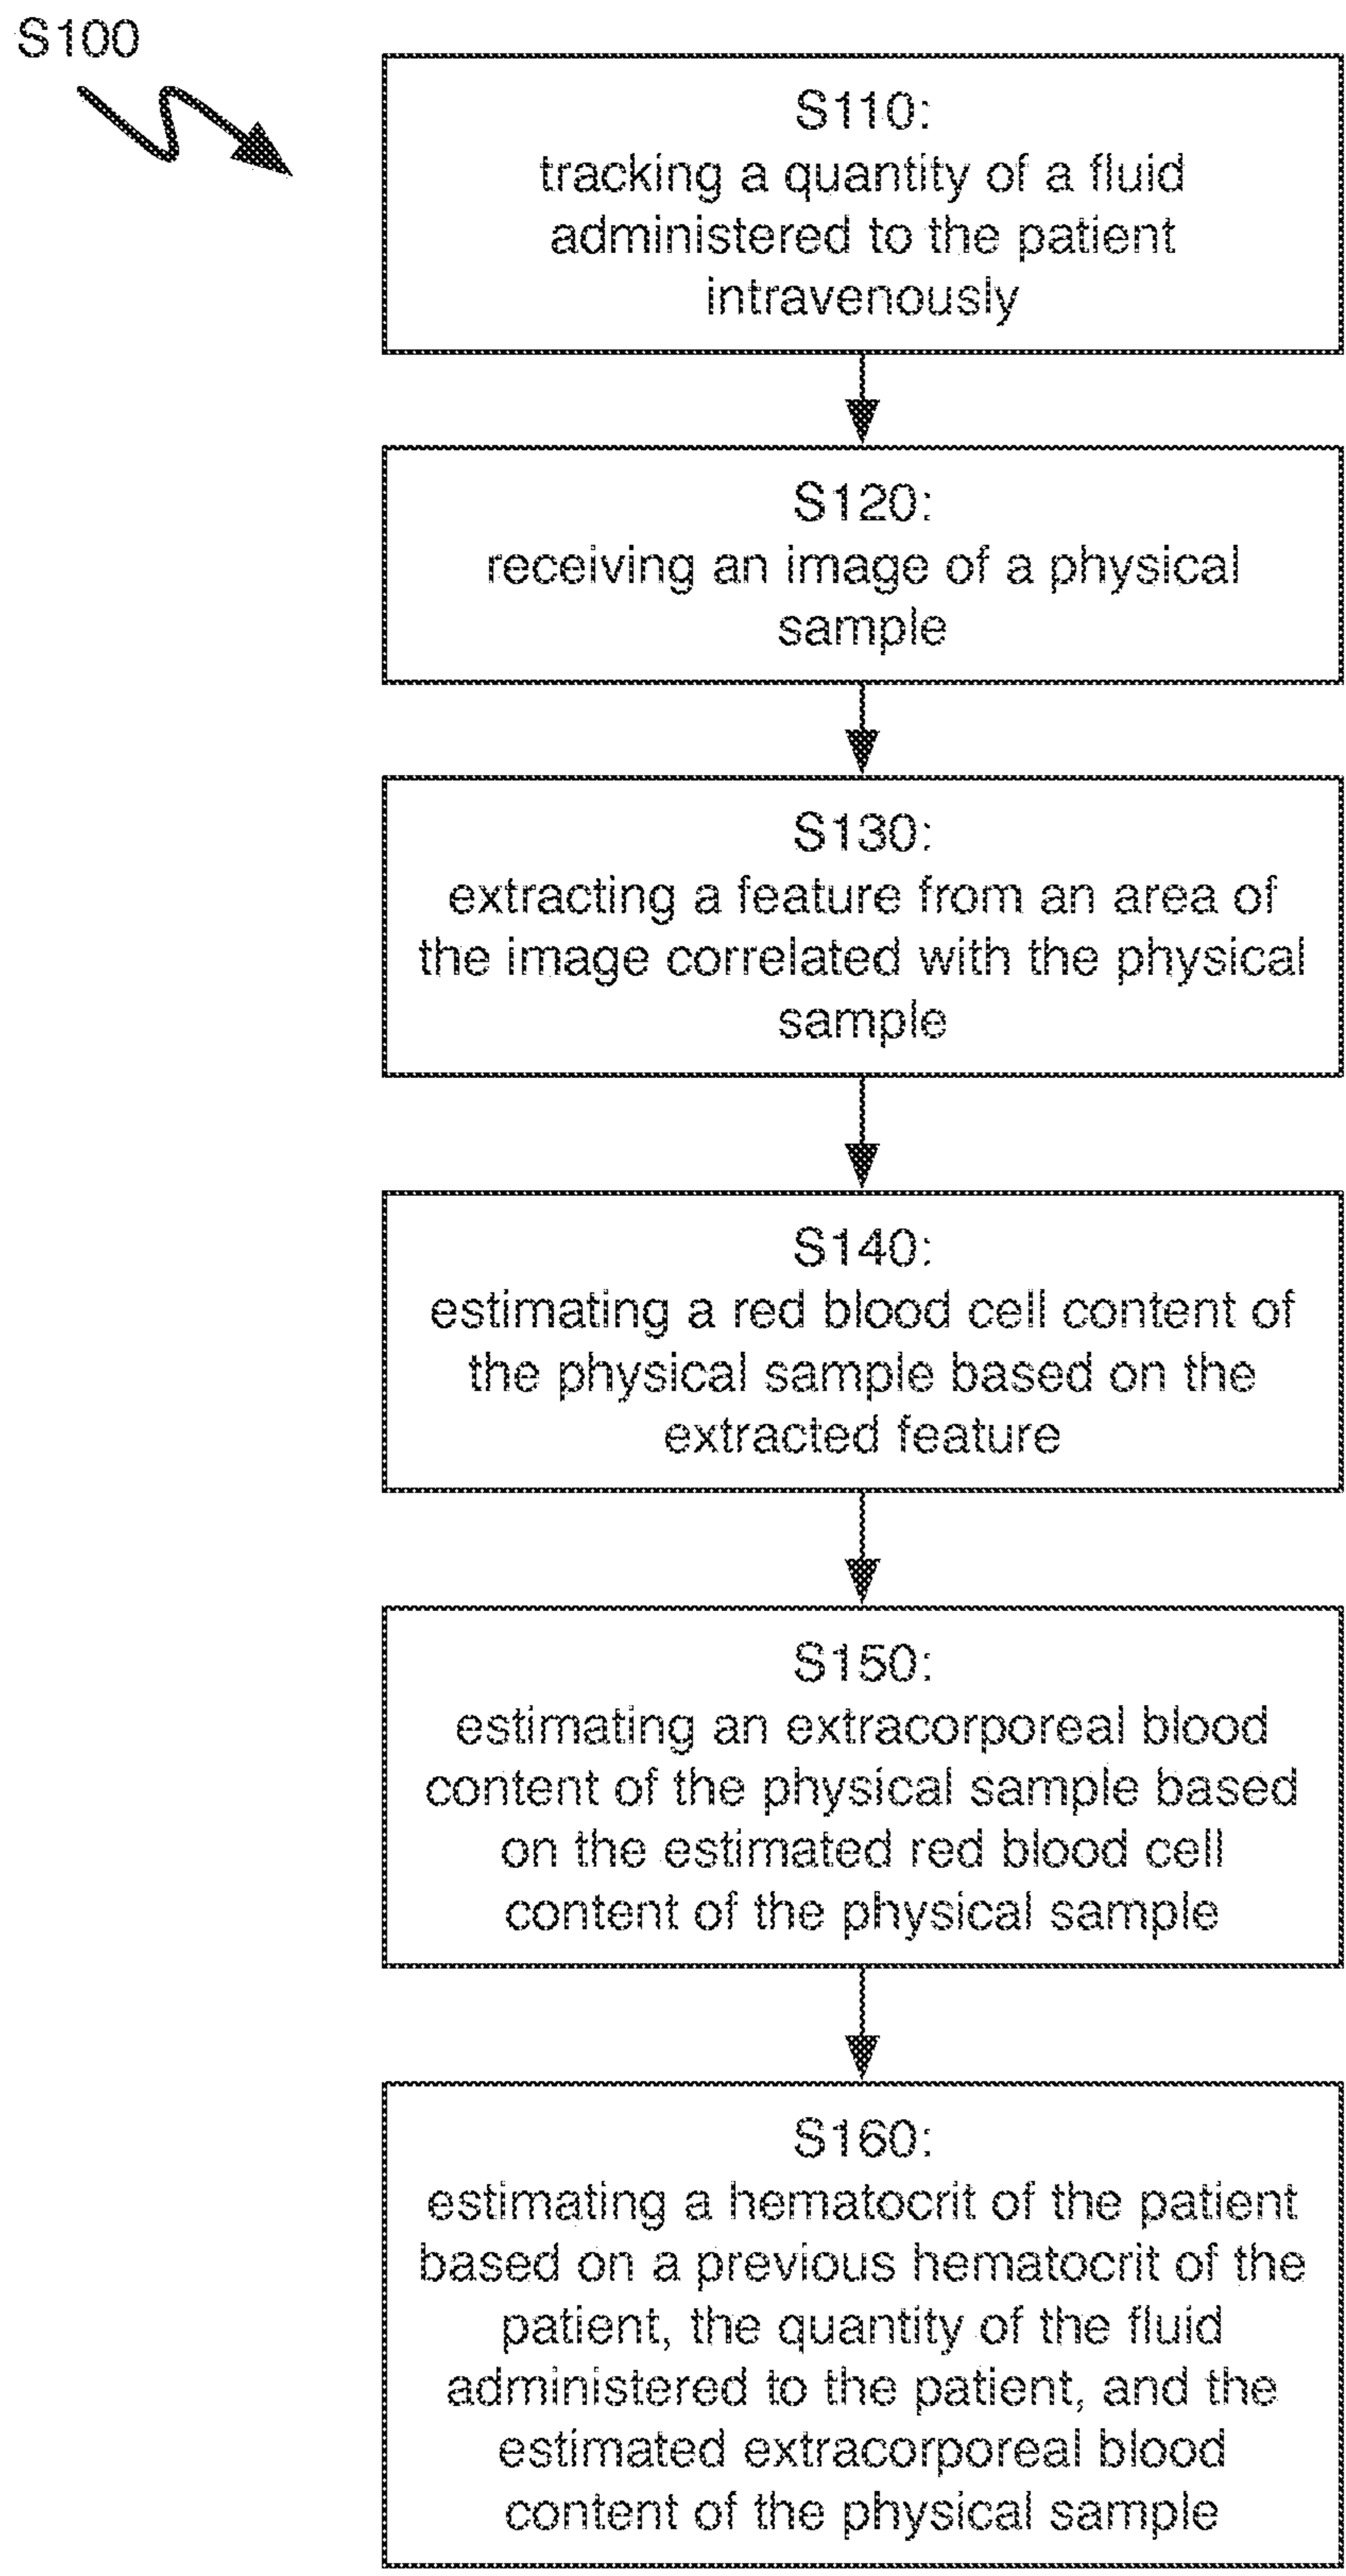 S100
S110:
tracking a quantity of a fluid
administered to the patient
intravenously
S120:
receiving an image of a physical
sample
S130:
extracting a feature from an area of
the image correlated with the physical
sample
S140:
estimating a red blood cell content of
the physical sample based on the
extracted feature
S150:
estimating an extracorporeal blood
content of the physical sample based
on the estimated red blood cell
content of the physical sample
S160:
estimating a hematocrit of the patient
based on a previous hematocrit of the
patient, the quantity of the fluid
administered to the patient, and the
estimated extracorporeal blood
content of the physical sample